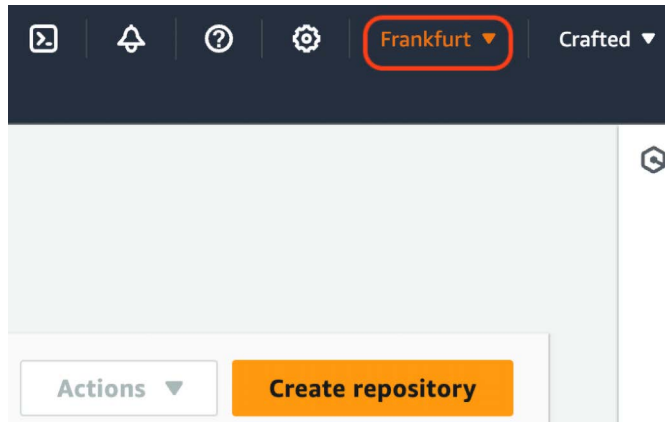 Frankfurt ▼ Crafted ▼
Actions ▼ Create repository